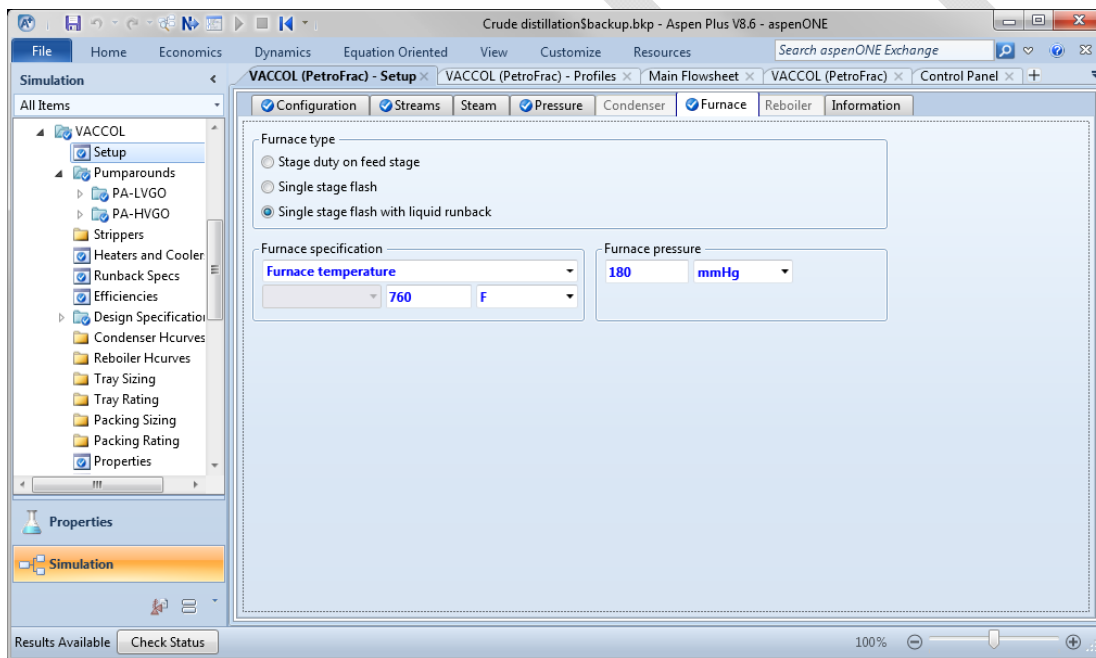 Crude distillation$backup.bkp - Aspen Plus V8.6 - aspenONE
File Home Economics Dynamics Equation Oriented View Customize Resources Search aspenONE Exchange
Simulation
VACCOL (PetroFrac) - Setup VACCOL (PetroFrac) - Profiles Main Flowsheet VACCOL (PetroFrac) Control Panel +
All Items
Configuration Streams Steam Pressure Condenser Furnace Reboiler Information
VACCOL
Setup
Pumparounds
PA-LVGO
PA-HVGO
Strippers
Heaters and Cooler
Runback Specs
Efficiencies
Design Specification
Condenser Hcurves
Reboiler Hcurves
Tray Sizing
Tray Rating
Packing Sizing
Packing Rating
Properties
Furnace type
Stage duty on feed stage
Single stage flash
Single stage flash with liquid runback
Furnace specification
Furnace temperature
760 F
Furnace pressure
180 mmHg
Properties
Simulation
Results Available Check Status 100%